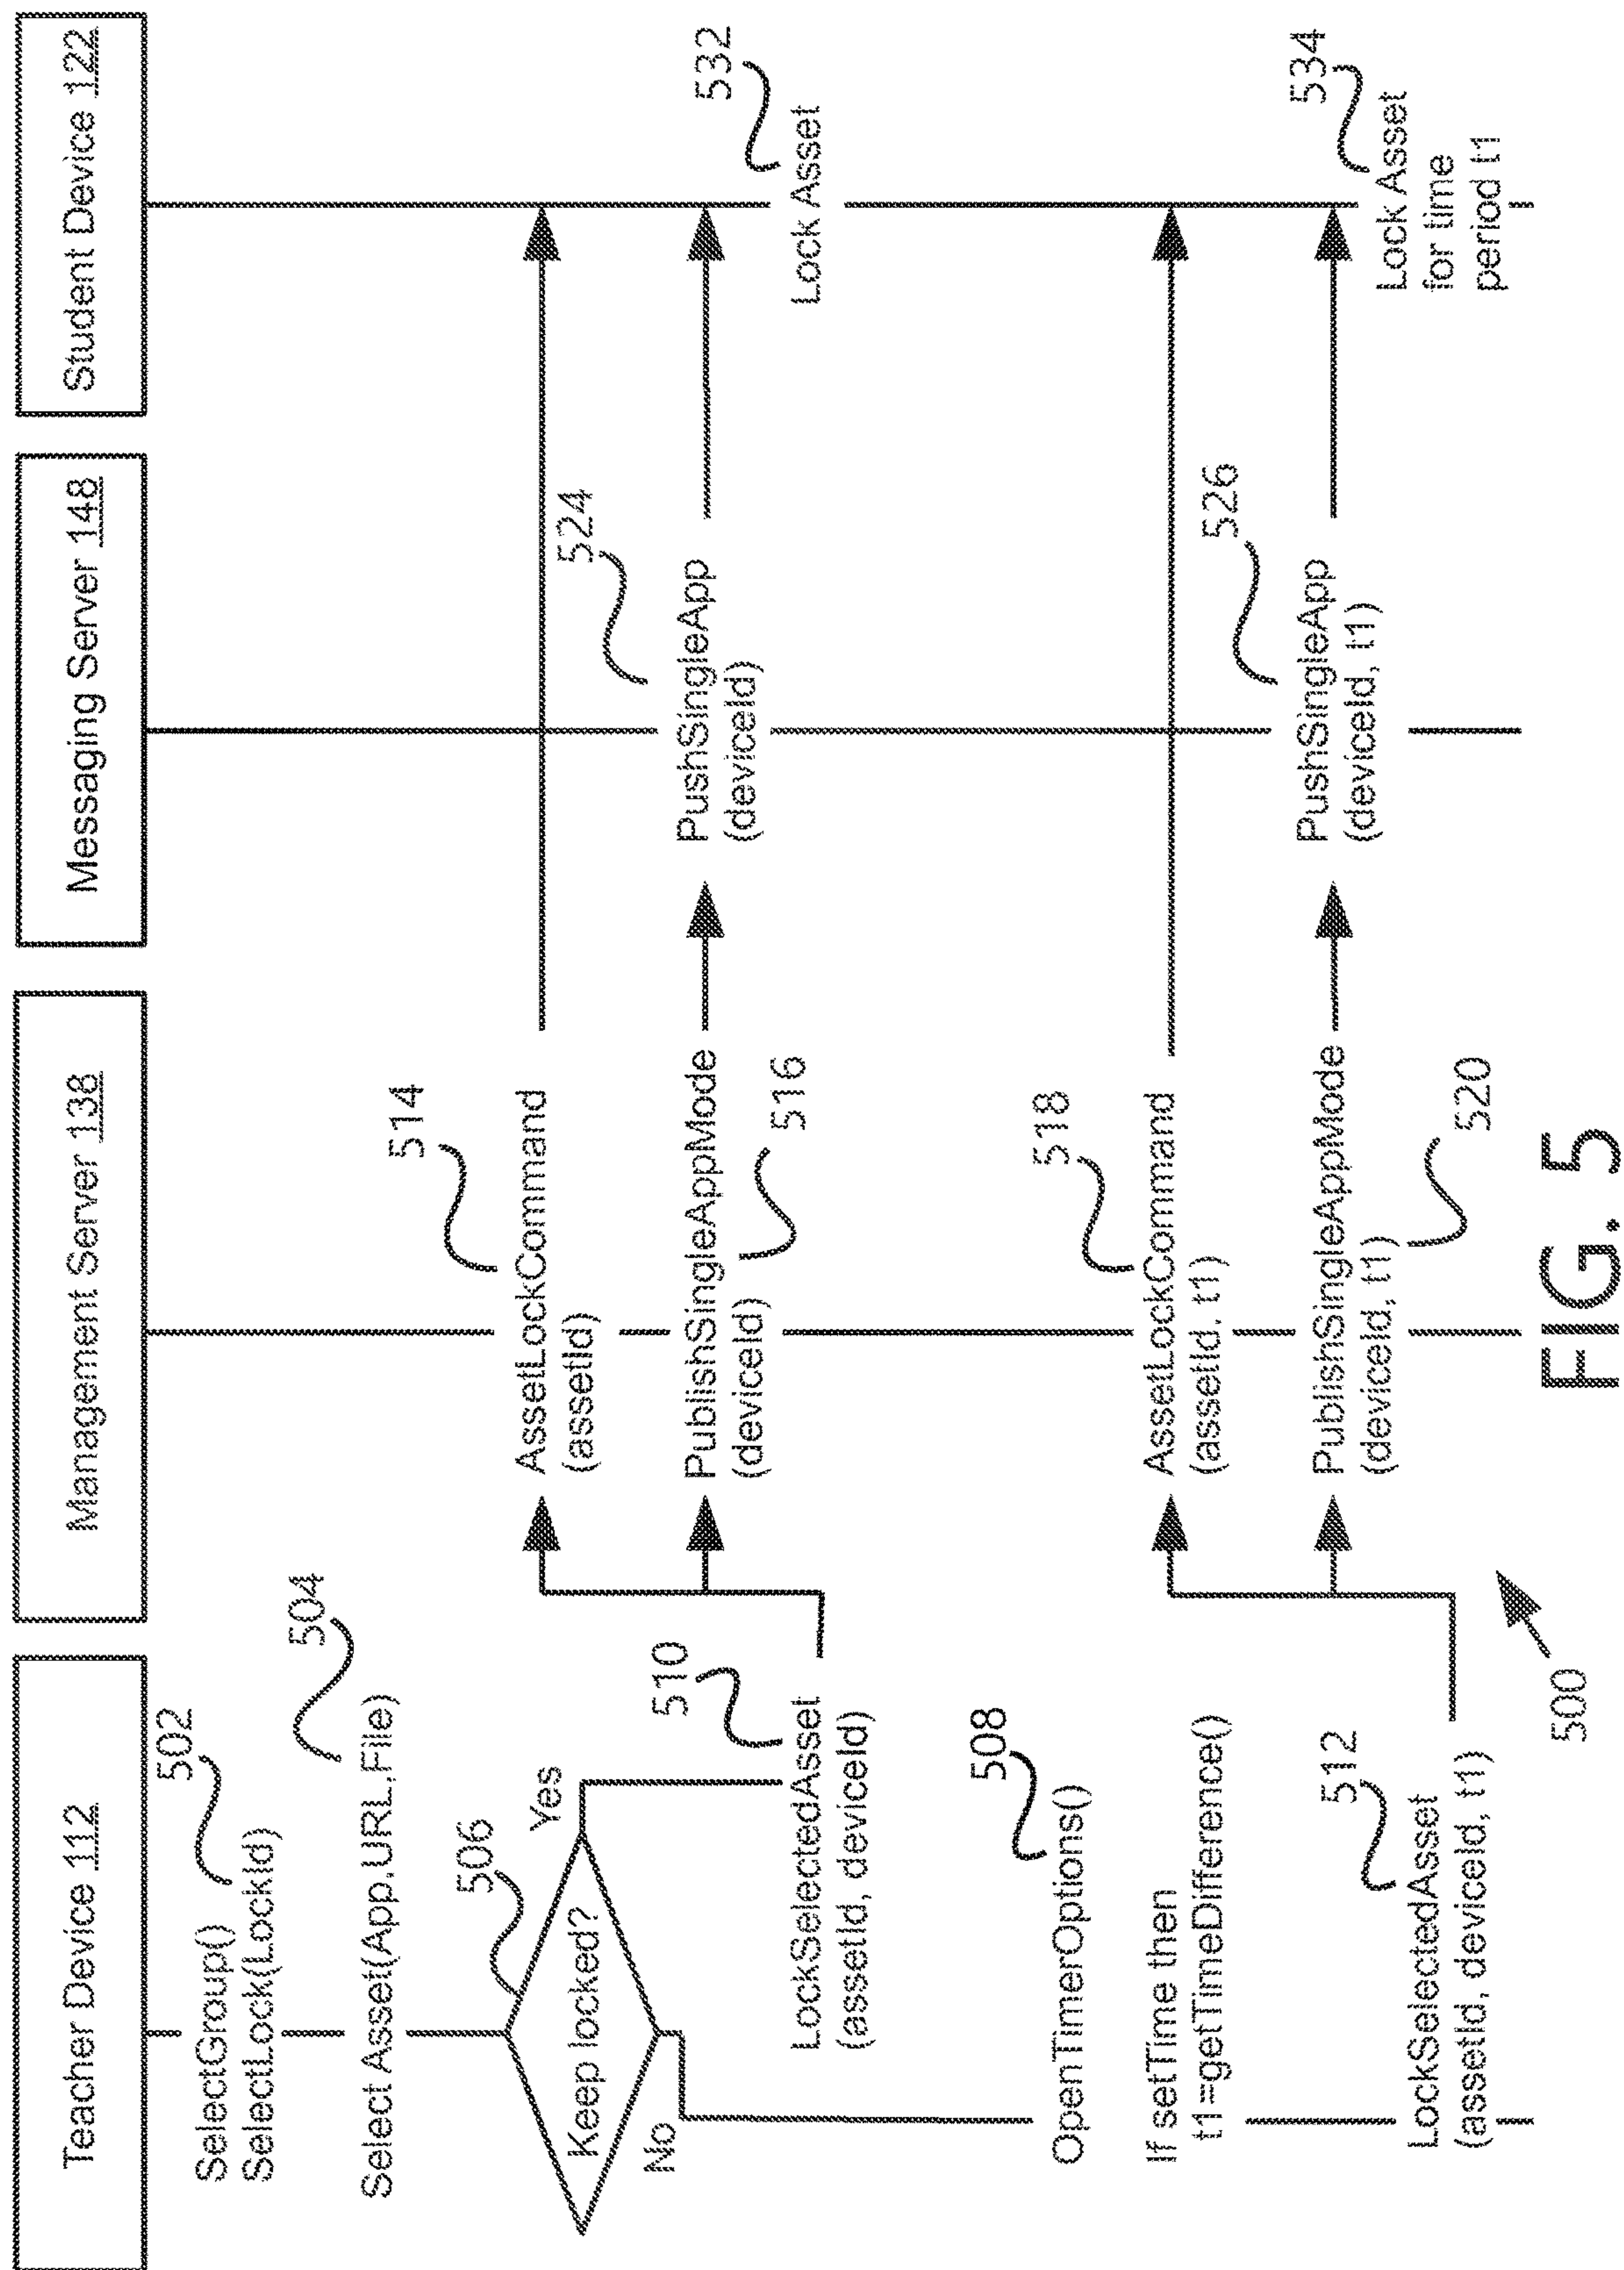 Teacher Device 112
Management Server 138
Messaging Server 148
Student Device 122
502
SelectGroup()
SelectLock(LockId)
504
Select Asset(App,URL,File)
506
Keep locked?
Yes
No
510
LockSelectedAsset
(assetId, deviceId)
514
AssetLockCommand
(assetId)
PublishSingleAppMode
(deviceId)
516
524
PushSingleApp
(deviceId)
532
Lock Asset
508
OpenTimerOptions()
If setTime then
t1=getTimeDifference()
512
LockSelectedAsset
(assetId, deviceId, t1)
518
AssetLockCommand
(assetId, t1)
PublishSingleAppMode
(deviceId, t1)
520
526
PushSingleApp
(deviceId, t1)
534
Lock Asset
for time
period t1
500
FIG. 5